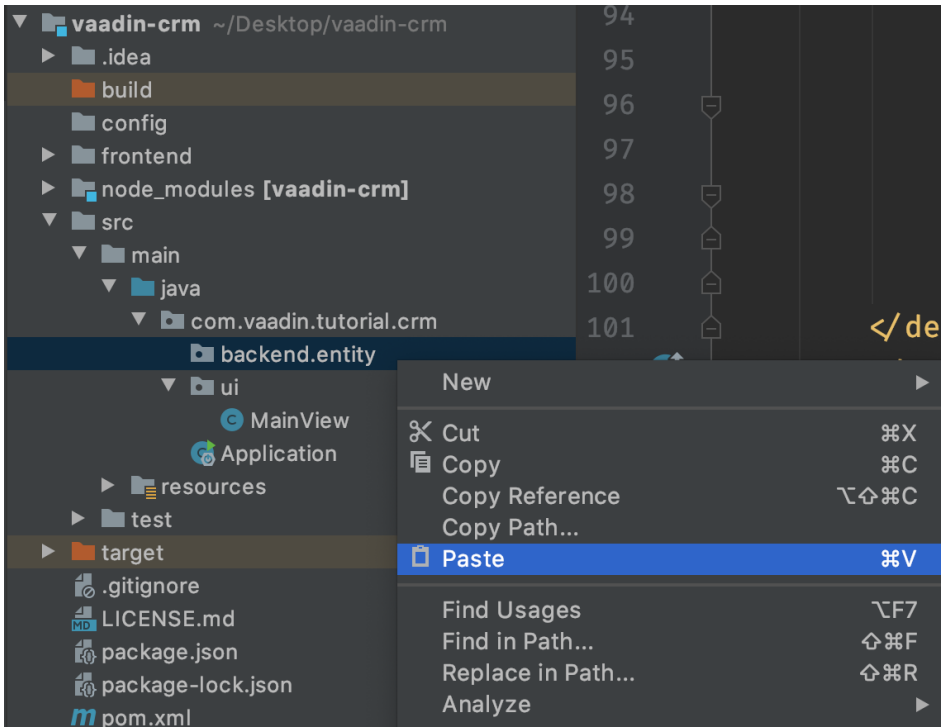 vaadin-crm ~/Desktop/vaadin-crm
.idea
build
config
frontend
node_modules [vaadin-crm]
src
main
java
com.vaadin.tutorial.crm
backend.entity
ui
MainView
Application
resources
test
target
.gitignore
LICENSE.md
package.json
package-lock.json
pom.xml
94
95
96
97
98
99
100
101
</de
New
Cut ⌘X
Copy ⌘C
Copy Reference ⌥⇧⌘C
Copy Path...
Paste ⌘V
Find Usages ⌥F7
Find in Path... ⇧⌘F
Replace in Path... ⇧⌘R
Analyze